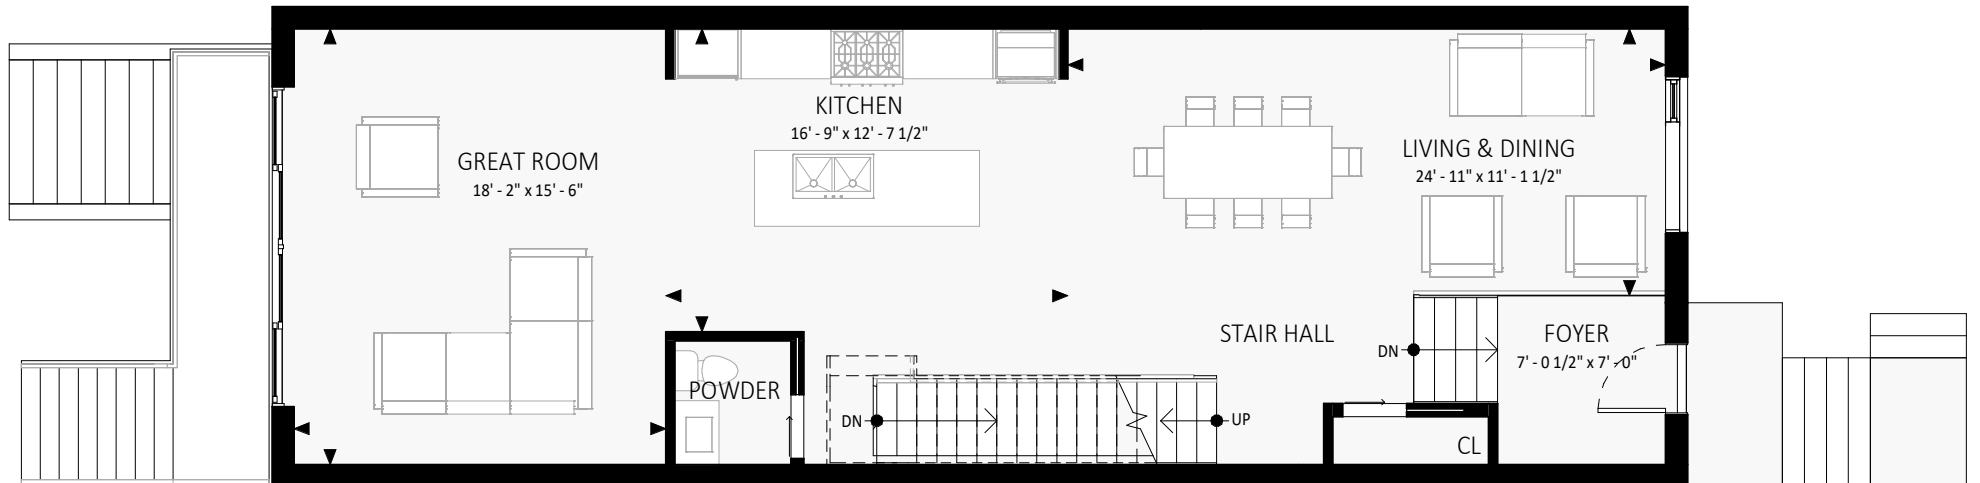 KITCHEN
16' - 9" x 12' - 7 1/2"
GREAT ROOM
18' - 2" x 15' - 6"
LIVING & DINING
24' - 11" x 11' - 1 1/2"
STAIR HALL
FOYER
7' - 0 1/2" x 7' - 0"
DN
POWDER
DN
UP
CL